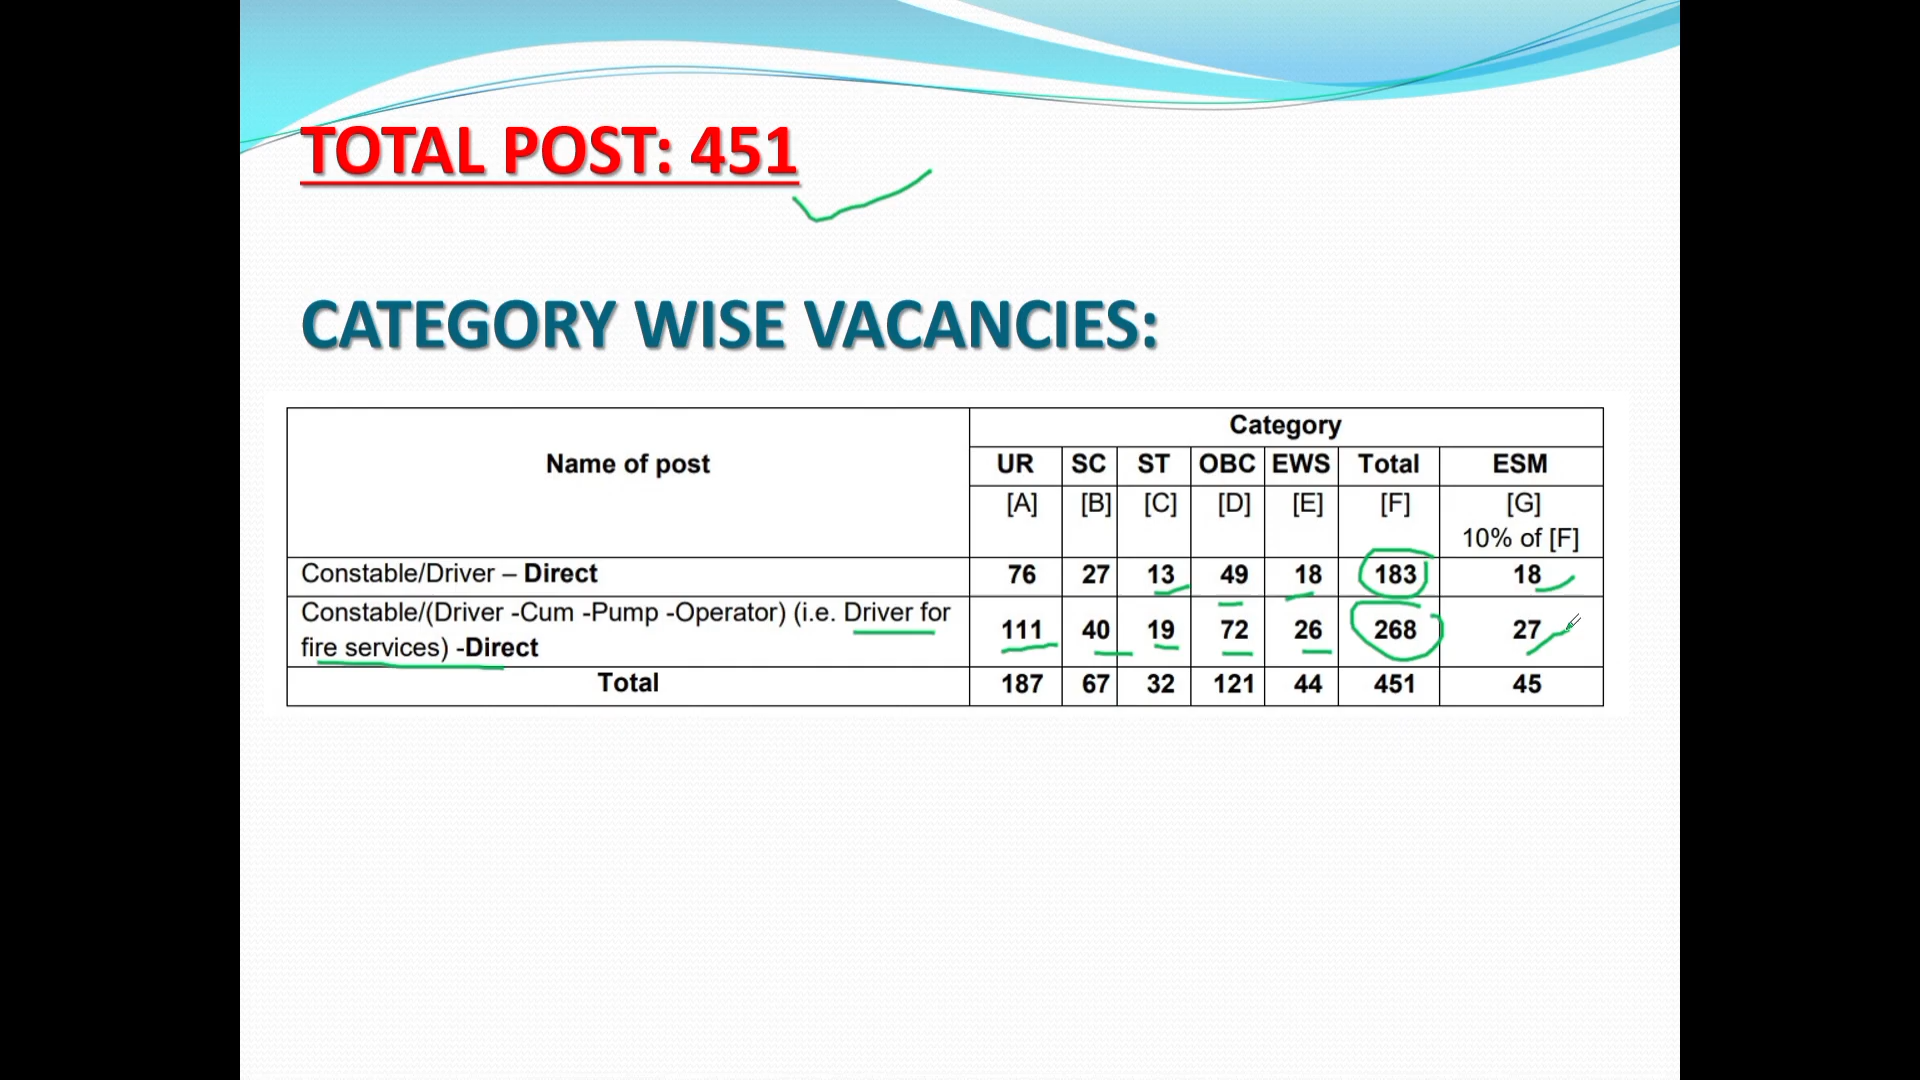 TOTAL POST: 451
CATEGORY WISE VACANCIES:
Name of post Category
UR SC ST OBC EWS Total ESM
[A] [B] [C] [D] [E] [F] [G]
10% of [F]
Constable/Driver – Direct 76 27 13 49 18 183 18
Constable/(Driver -Cum -Pump -Operator) (i.e. Driver for
fire services) -Direct 111 40 19 72 26 268 27
Total 187 67 32 121 44 451 45